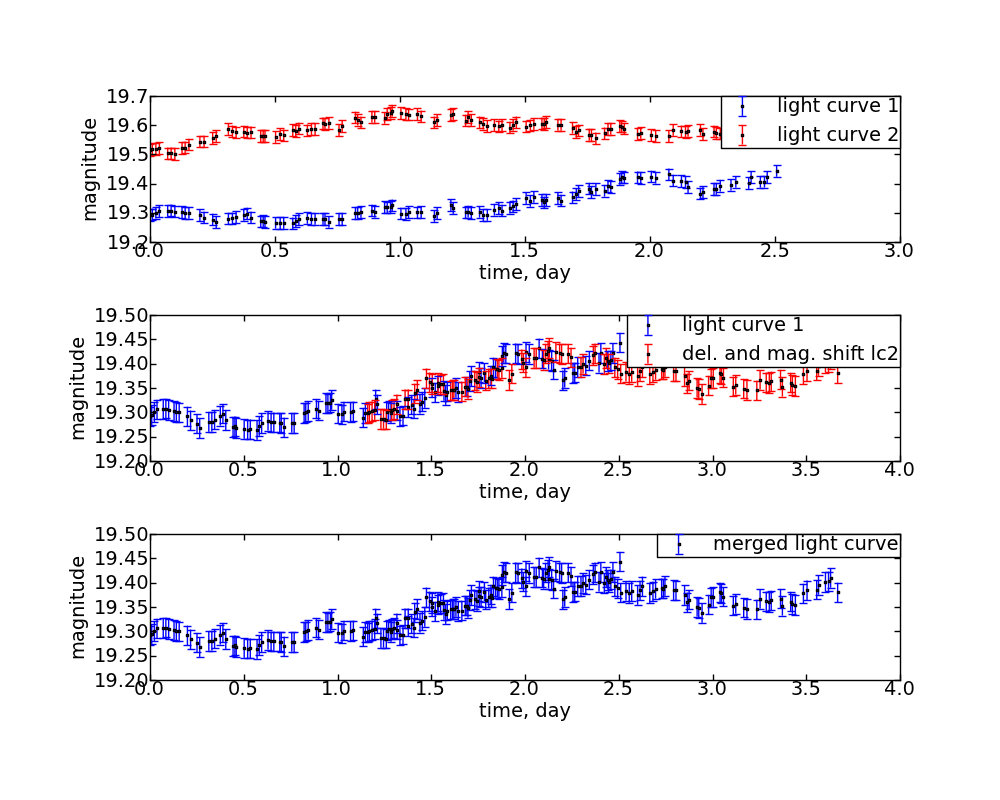 19.7
19.6
19.5
19.4
19.3
19.2
magnitude
light curve 1
light curve 2
0.0 0.5 1.0 1.5 2.0 2.5 3.0
time, day
19.50
19.45
19.40
19.35
19.30
19.25
19.20
magnitude
light curve 1
del. and mag. shift lc2
0.0 0.5 1.0 1.5 2.0 2.5 3.0 3.5 4.0
time, day
19.50
19.45
19.40
19.35
19.30
19.25
19.20
magnitude
merged light curve
0.0 0.5 1.0 1.5 2.0 2.5 3.0 3.5 4.0
time, day